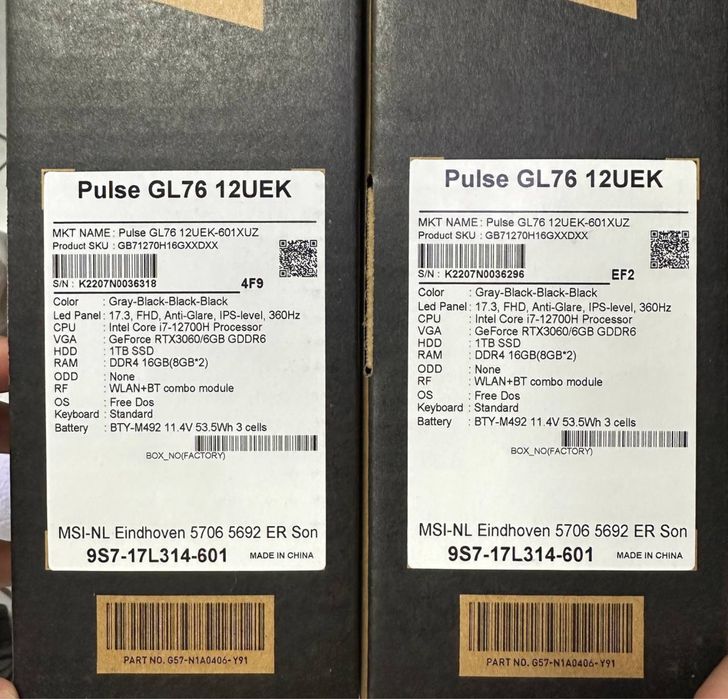 Pulse GL76 12UEK
MKT NAME : Pulse GL76 12UEK-601XUZ
Product SKU : GB71270H16GXXDXX
S/N : K2207N0036318 4F9
Color : Gray-Black-Black-Black
Led Panel : 17.3, FHD, Anti-Glare, IPS-level, 360Hz
CPU : Intel Core i7-12700H Processor
VGA : GeForce RTX3060/6GB GDDR6
HDD : 1TB SSD
RAM : DDR4 16GB(8GB*2)
ODD : None
RF : WLAN+BT combo module
OS : Free Dos
Keyboard : Standard
Battery : BTY-M492 11.4V 53.5Wh 3 cells
BOX_NO(FACTORY)
MSI-NL Eindhoven 5706 5692 ER Son
9S7-17L314-601 MADE IN CHINA
PART NO. G57-N1A0406-Y91
Pulse GL76 12UEK
MKT NAME : Pulse GL76 12UEK-601XUZ
Product SKU : GB71270H16GXXDXX
S/N : K2207N0036296 EF2
Color : Gray-Black-Black-Black
Led Panel : 17.3, FHD, Anti-Glare, IPS-level, 360Hz
CPU : Intel Core i7-12700H Processor
VGA : GeForce RTX3060/6GB GDDR6
HDD : 1TB SSD
RAM : DDR4 16GB(8GB*2)
ODD : None
RF : WLAN+BT combo module
OS : Free Dos
Keyboard : Standard
Battery : BTY-M492 11.4V 53.5Wh 3 cells
BOX_NO(FACTORY)
MSI-NL Eindhoven 5706 5692 ER Son
9S7-17L314-601 MADE IN CHINA
PART NO. G57-N1A0406-Y91